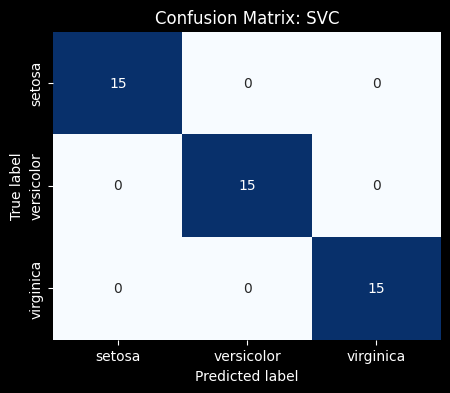 Confusion Matrix: SVC
True label
setosa
15 0 0
versicolor
0 15 0
virginica
0 0 15
setosa versicolor virginica
Predicted label